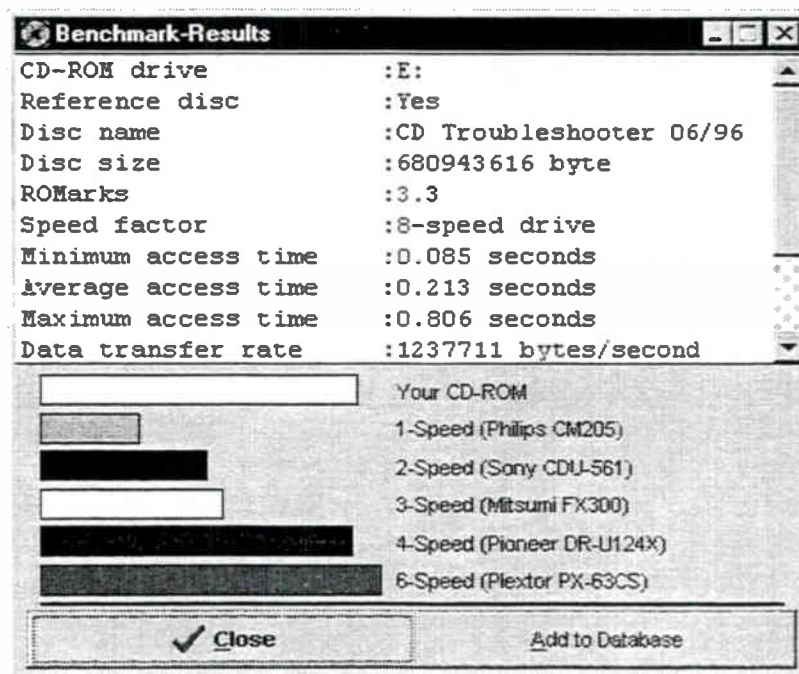 Benchmark-Results
CD-ROM drive :E:
Reference disc :Yes
Disc name :CD Troubleshooter 06/96
Disc size :680943616 byte
ROMarks :3.3
Speed factor :8-speed drive
Minimum access time :0.085 seconds
Average access time :0.213 seconds
Maximum access time :0.806 seconds
Data transfer rate :1237711 bytes/second
Your CD-ROM
1-Speed (Philips CM205)
2-Speed (Sony CDU-561)
3-Speed (Mitsumi FX300)
4-Speed (Pioneer DR-U124X)
6-Speed (Plextor PX-63CS)
Close
Add to Database